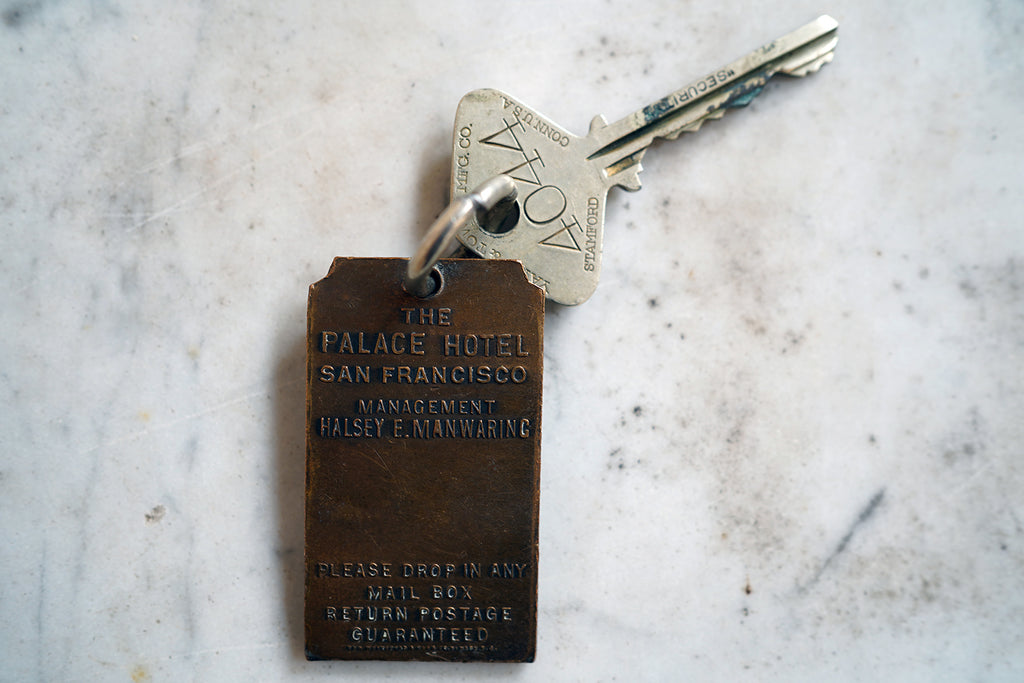 THE
PALACE HOTEL
SAN FRANCISCO
MANAGEMENT
HALSEY E. MANWARING
PLEASE DROP IN ANY
MAIL BOX
RETURN POSTAGE
GUARANTEED
MFG. CO.
STAMFORD
CONN U.S.A.
"SECURITY"